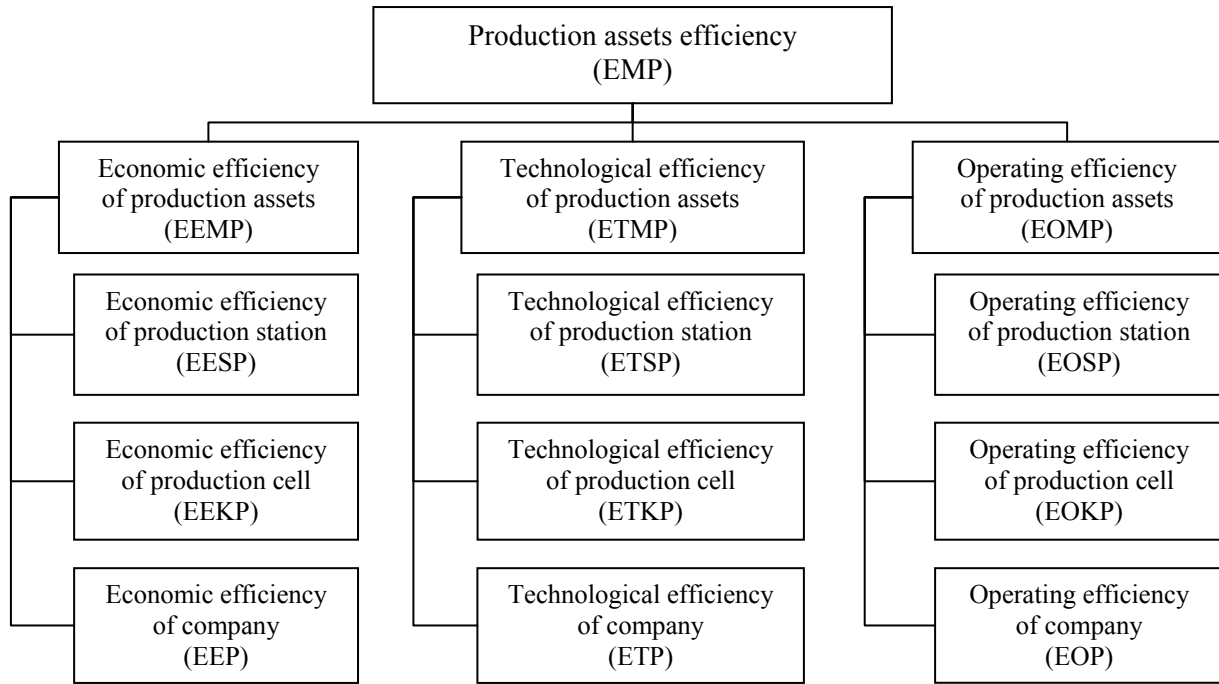 Production assets efficiency
(EMP)
Economic efficiency
of production assets
(EEMP)
Technological efficiency
of production assets
(ETMP)
Operating efficiency
of production assets
(EOMP)
Economic efficiency
of production station
(EESP)
Technological efficiency
of production station
(ETSP)
Operating efficiency
of production station
(EOSP)
Economic efficiency
of production cell
(EEKP)
Technological efficiency
of production cell
(ETKP)
Operating efficiency
of production cell
(EOKP)
Economic efficiency
of company
(EEP)
Technological efficiency
of company
(ETP)
Operating efficiency
of company
(EOP)